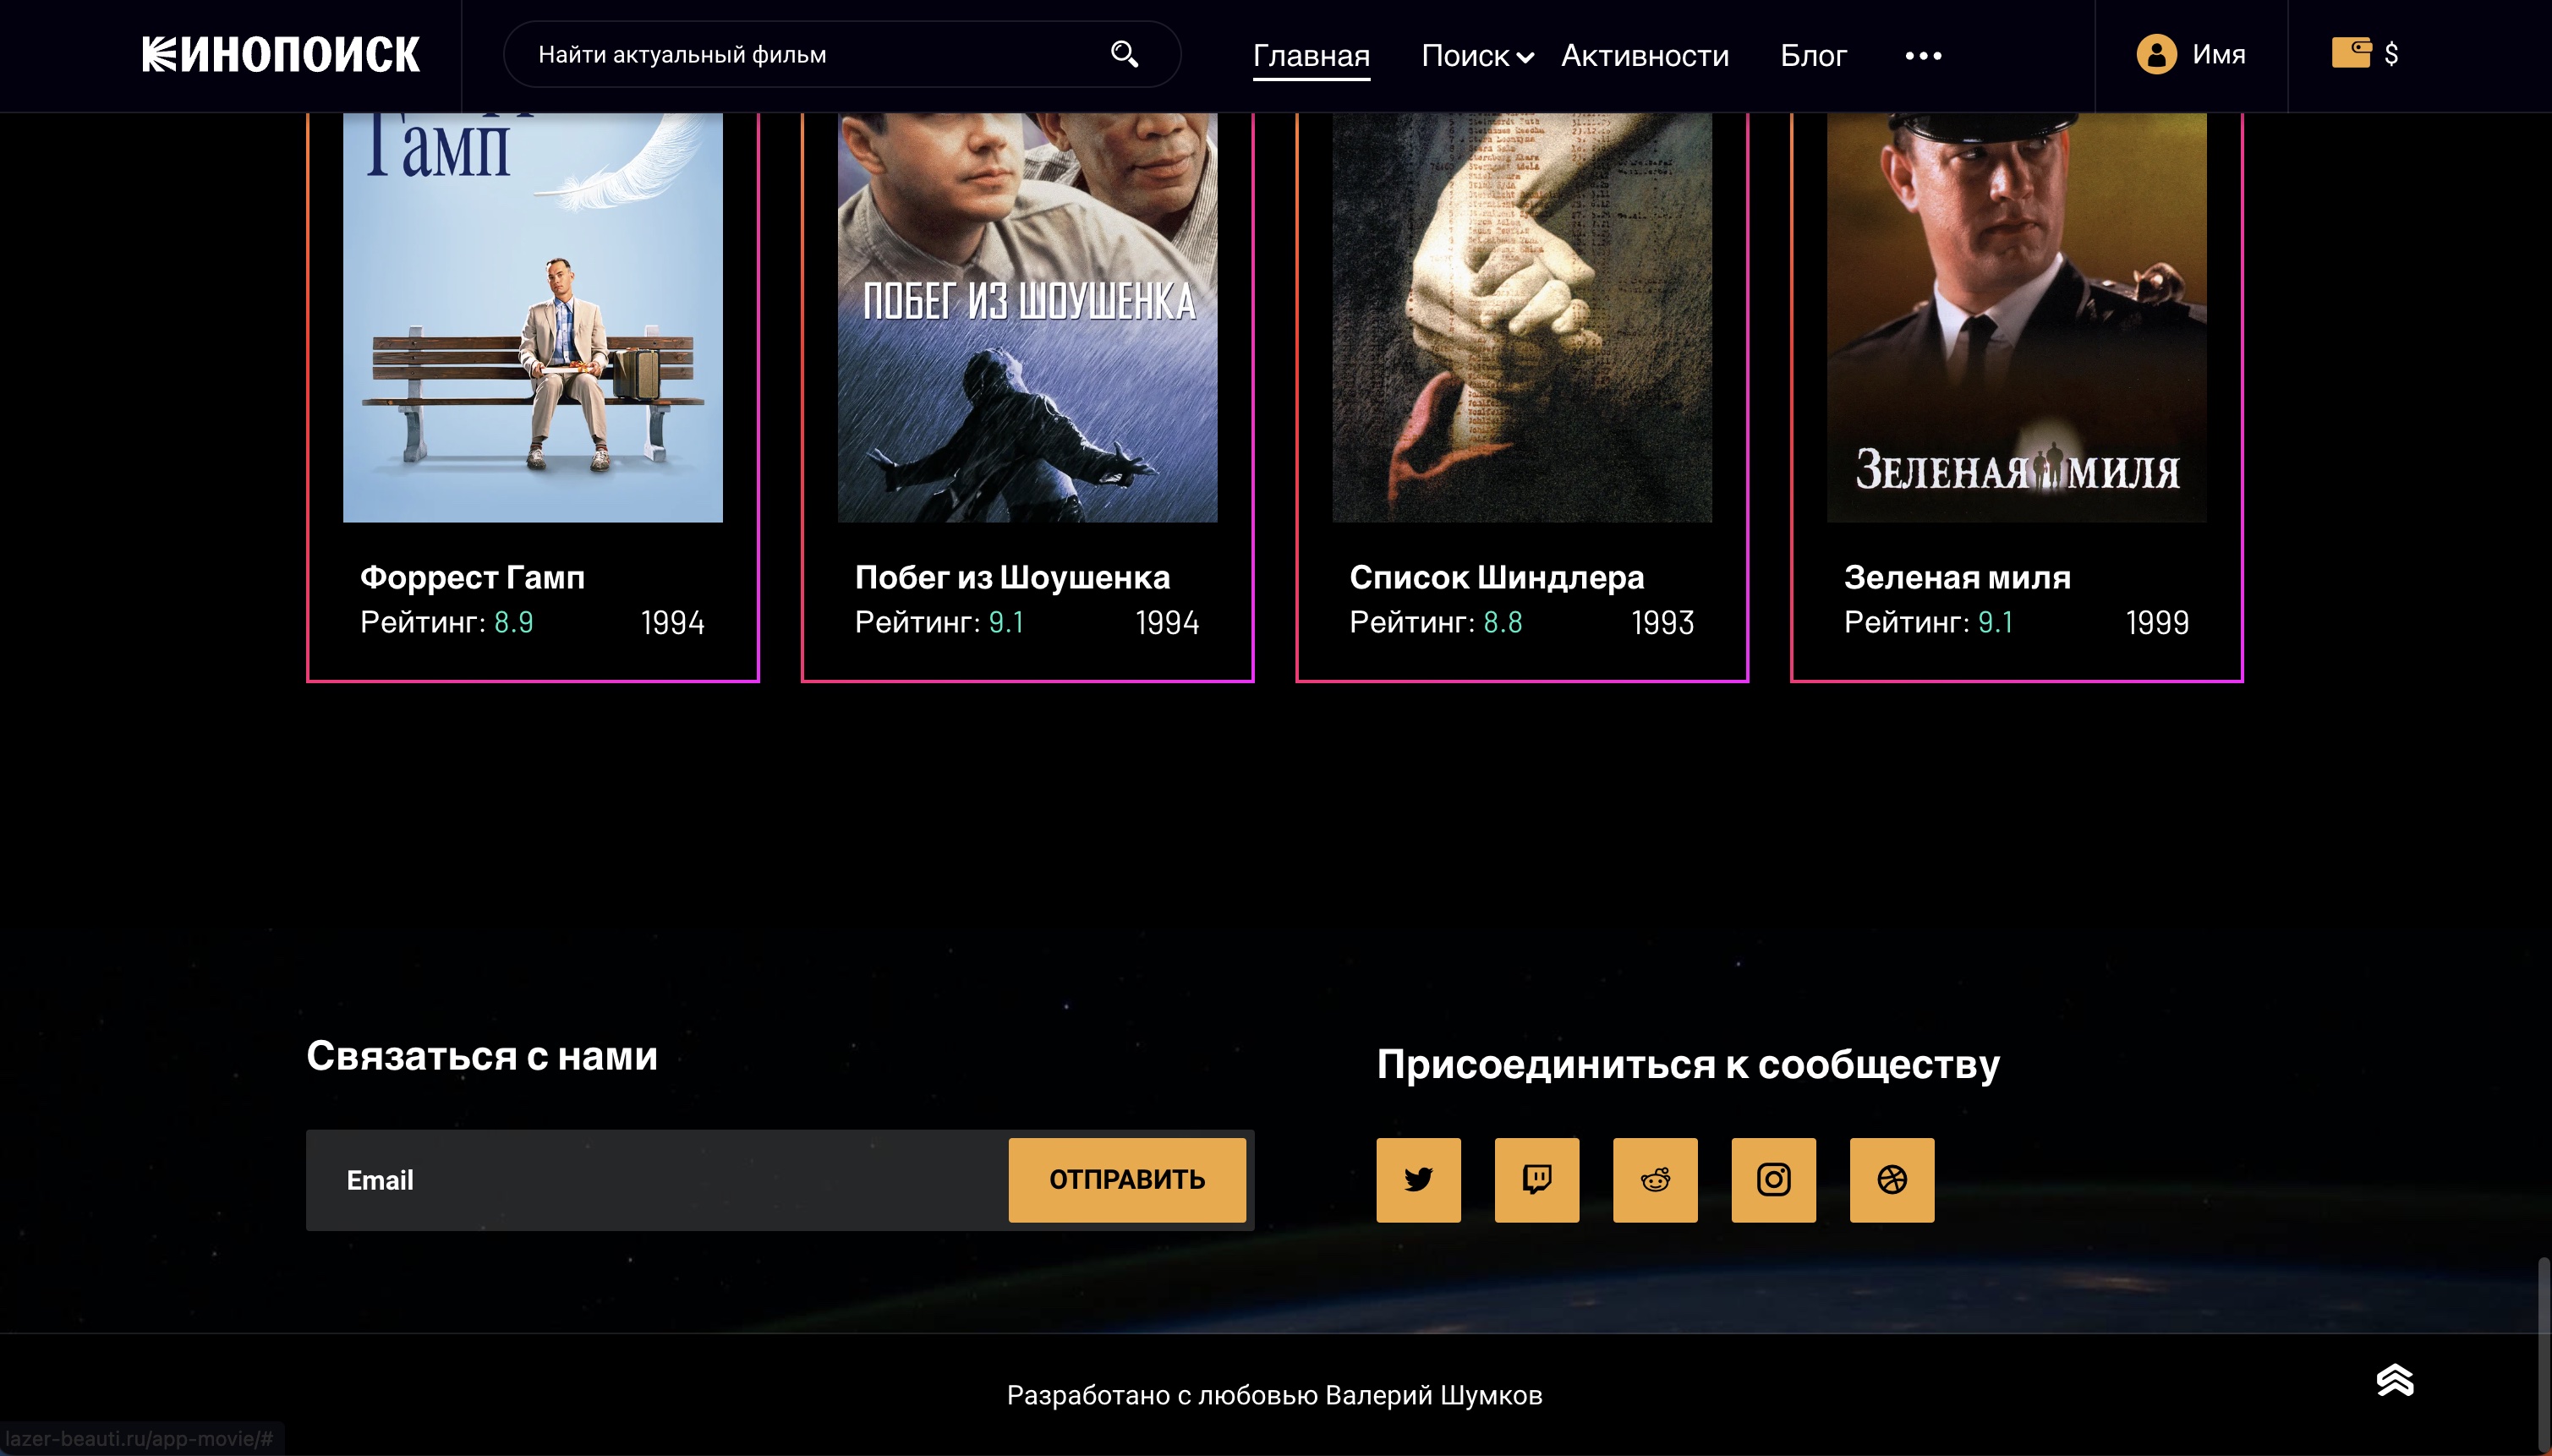 КИНОПОИСК
Найти актуальный фильм
Главная
Поиск
Активности
Блог
Имя
$
Гамп
ПОБЕГ ИЗ ШОУШЕНКА
ЗЕЛЕНАЯ МИЛЯ
Форрест Гамп
Рейтинг: 8.9 1994
Побег из Шоушенка
Рейтинг: 9.1 1994
Список Шиндлера
Рейтинг: 8.8 1993
Зеленая миля
Рейтинг: 9.1 1999
Связаться с нами
Email
ОТПРАВИТЬ
Присоединиться к сообществу
Разработано с любовью Валерий Шумков
lazer-beauti.ru/app-movie/#